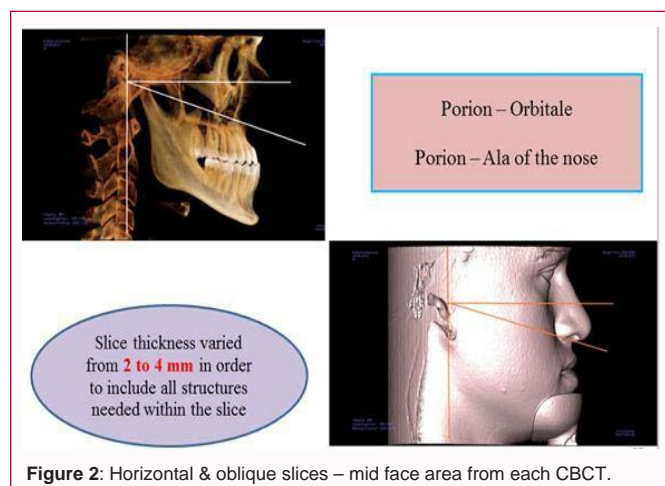 Porion – Orbitale
Porion – Ala of the nose
Slice thickness varied
from 2 to 4 mm in order
to include all structures
needed within the slice
Figure 2: Horizontal & oblique slices – mid face area from each CBCT.